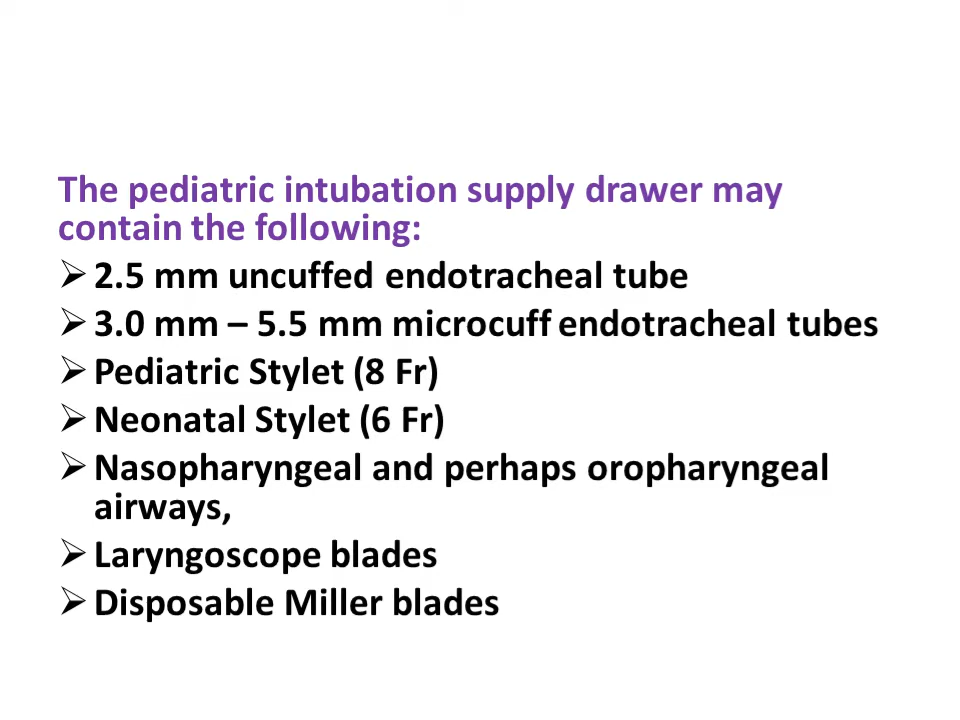 The pediatric intubation supply drawer may
contain the following:
➢ 2.5 mm uncuffed endotracheal tube
➢ 3.0 mm – 5.5 mm microcuff endotracheal tubes
➢ Pediatric Stylet (8 Fr)
➢ Neonatal Stylet (6 Fr)
➢ Nasopharyngeal and perhaps oropharyngeal
airways,
➢ Laryngoscope blades
➢ Disposable Miller blades